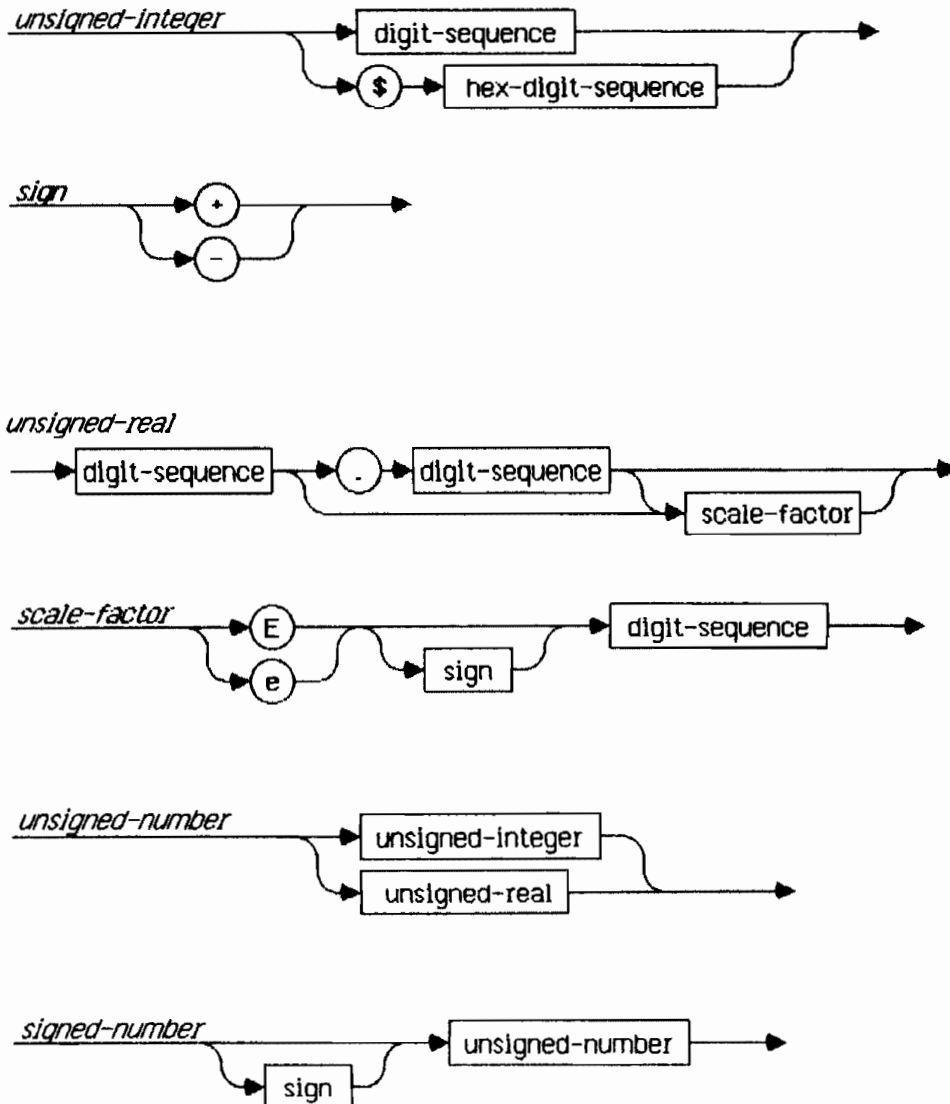 unsigned-integer
digit-sequence
$ hex-digit-sequence
sign
+
-
unsigned-real
digit-sequence . digit-sequence
scale-factor
scale-factor
E digit-sequence
e sign
unsigned-number
unsigned-integer
unsigned-real
signed-number
unsigned-number
sign